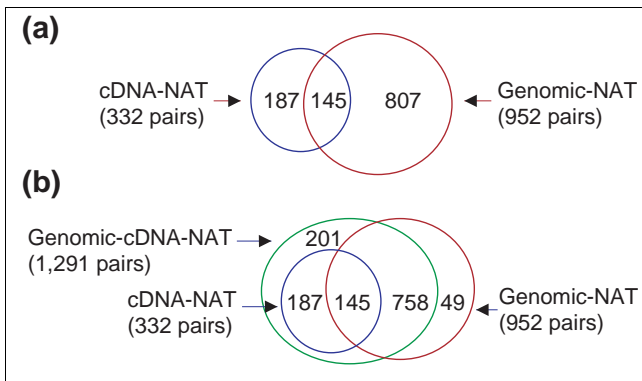 (a)
cDNA-NAT
(332 pairs)
187
145
807
Genomic-NAT
(952 pairs)
(b)
Genomic-cDNA-NAT
(1,291 pairs)
201
cDNA-NAT
(332 pairs)
187
145
758
49
Genomic-NAT
(952 pairs)